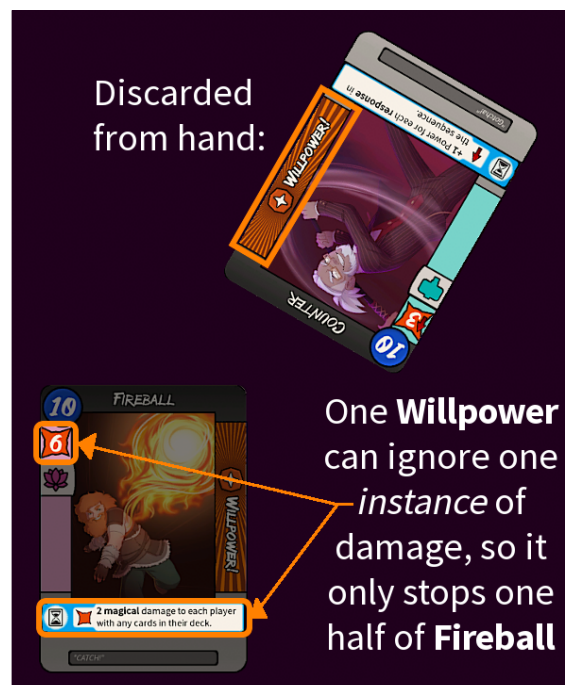 Discarded
from hand:
"Gotcha!"
+1 Power for each response in
the sequence.
WILLPOWER!
COUNTER
3
10
10
FIREBALL
6
WILLPOWER!
2 magical damage to each player
with any cards in their deck.
"CATCH!"
One Willpower
can ignore one
instance of
damage, so it
only stops one
half of Fireball